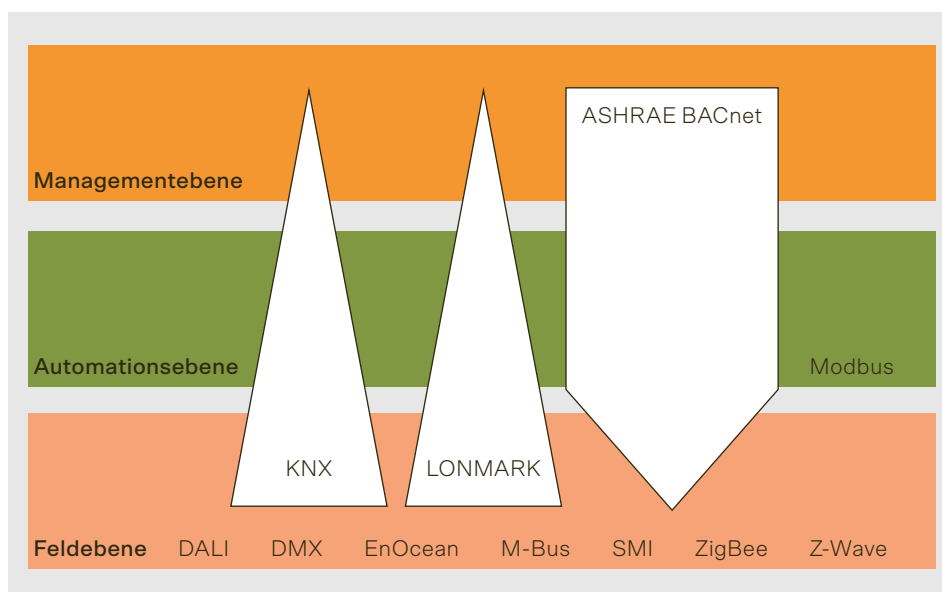 ASHRAE BACnet
Managementebene
Automationsebene
Modbus
KNX
LONMARK
Feldebene DALI DMX EnOcean M-Bus SMI ZigBee Z-Wave